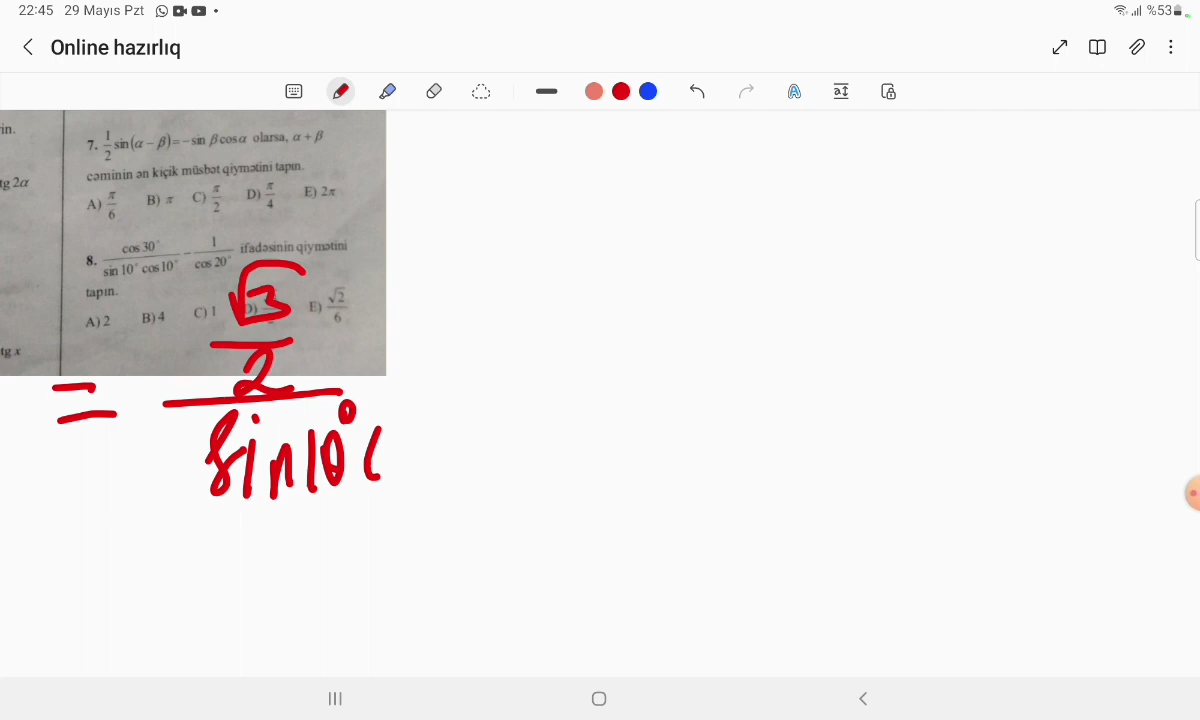 22:45 29 Mayıs Pzt %53
Online hazırlıq
in.
tg 2α
tg x
7. 1/2 sin(α – β)= – sin β cos α olarsa, α + β
cəminin ən kiçik müsbət qiymətini tapın.
A) π/6 B) π C) π/2 D) π/4 E) 2π
8. cos 30°/sin 10° cos 10° – 1/cos 20° ifadəsinin qiymətini
tapın.
A) 2 B) 4 C) 1 D) E) √2/6
= √3/2
sin10° c